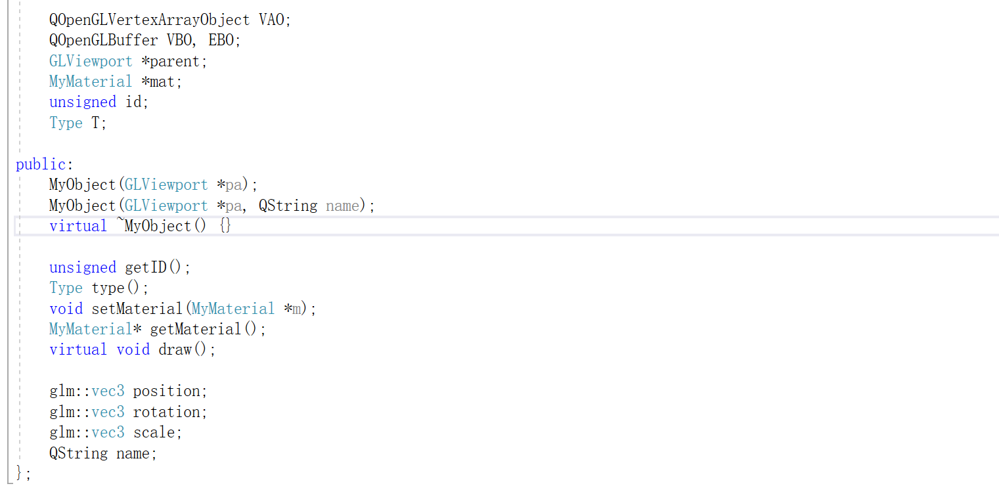 QOpenGLVertexArrayObject VAO;
QOpenGLBuffer VBO, EBO;
GLViewport *parent;
MyMaterial *mat;
unsigned id;
Type T;
public:
MyObject(GLViewport *pa);
MyObject(GLViewport *pa, QString name);
virtual ~MyObject() {}
unsigned getID();
Type type();
void setMaterial(MyMaterial *m);
MyMaterial* getMaterial();
virtual void draw();
glm::vec3 position;
glm::vec3 rotation;
glm::vec3 scale;
QString name;
};